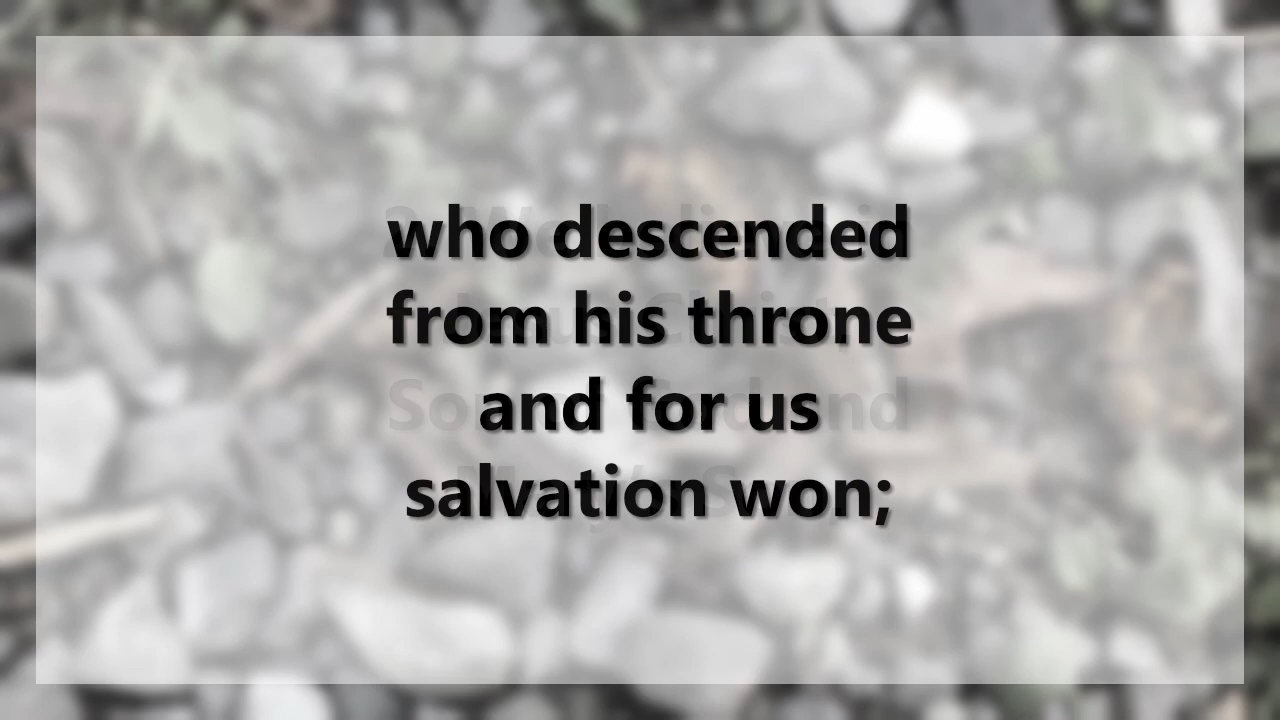 who descended
from his throne
and for us
salvation won;